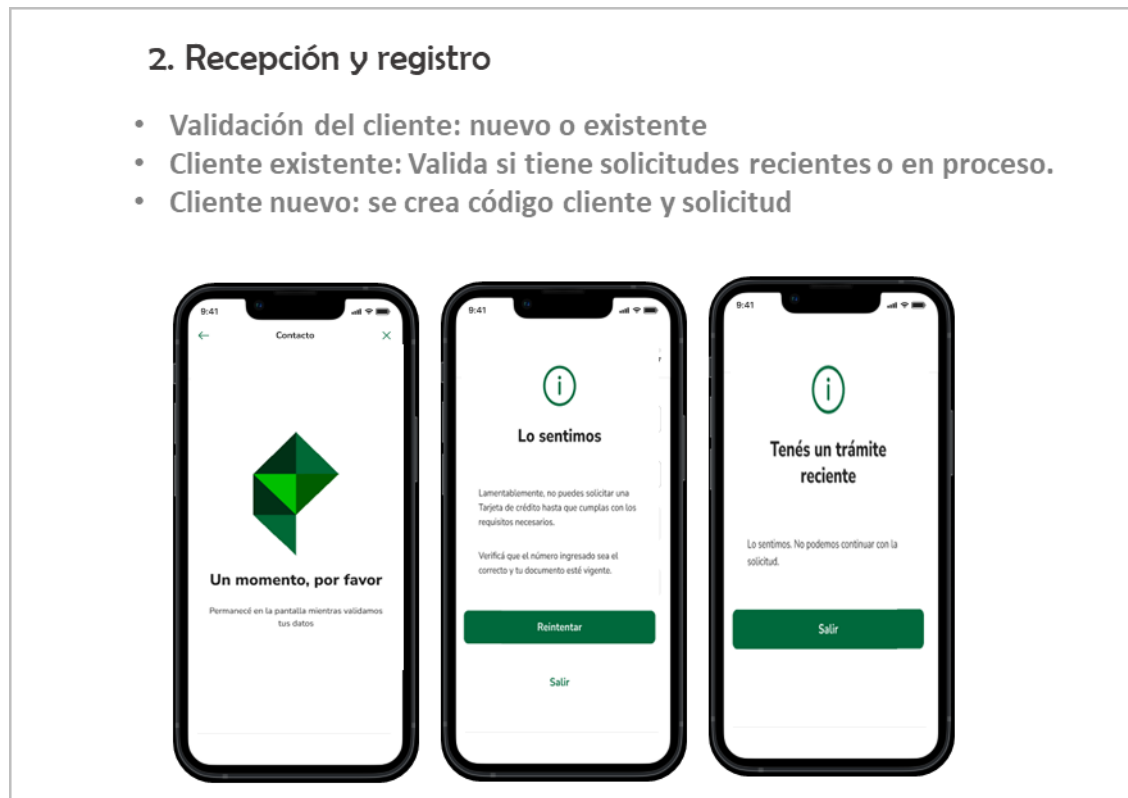 2. Recepción y registro
• Validación del cliente: nuevo o existente
• Cliente existente: Valida si tiene solicitudes recientes o en proceso.
• Cliente nuevo: se crea código cliente y solicitud
9:41
Contacto
Un momento, por favor
Permanecé en la pantalla mientras validamos
tus datos
9:41
Lo sentimos
Lamentablemente, no puedes solicitar una
Tarjeta de crédito hasta que cumplas con los
requisitos necesarios.
Verificá que el número ingresado sea el
correcto y tu documento esté vigente.
Reintentar
Salir
9:41
Tenés un trámite
reciente
Lo sentimos. No podemos continuar con la
solicitud.
Salir